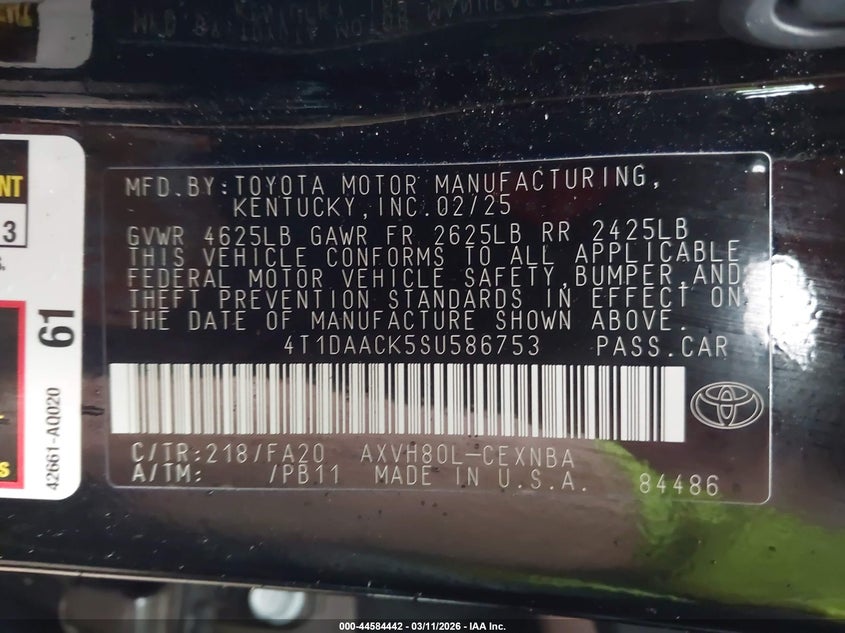 NT
3
S.
61
42661-AQ020
S
MFD.BY:TOYOTA MOTOR MANUFACTURING,
KENTUCKY,INC.02/25
GVWR 4625LB GAWR FR 2625LB RR 2425LB
THIS VEHICLE CONFORMS TO ALL APPLICABLE
FEDERAL MOTOR VEHICLE SAFETY,BUMPER,AND
THEFT PREVENTION STANDARDS IN EFFECT ON
THE DATE OF MANUFACTURE SHOWN ABOVE.
4T1DAACK5SU586753 PASS.CAR
C/TR:218/FA20 AXVH80L-CEXNBA
A/TM: /PB11 MADE IN U.S.A. 84486
000-44584442 - 03/11/2026 - IAA Inc.